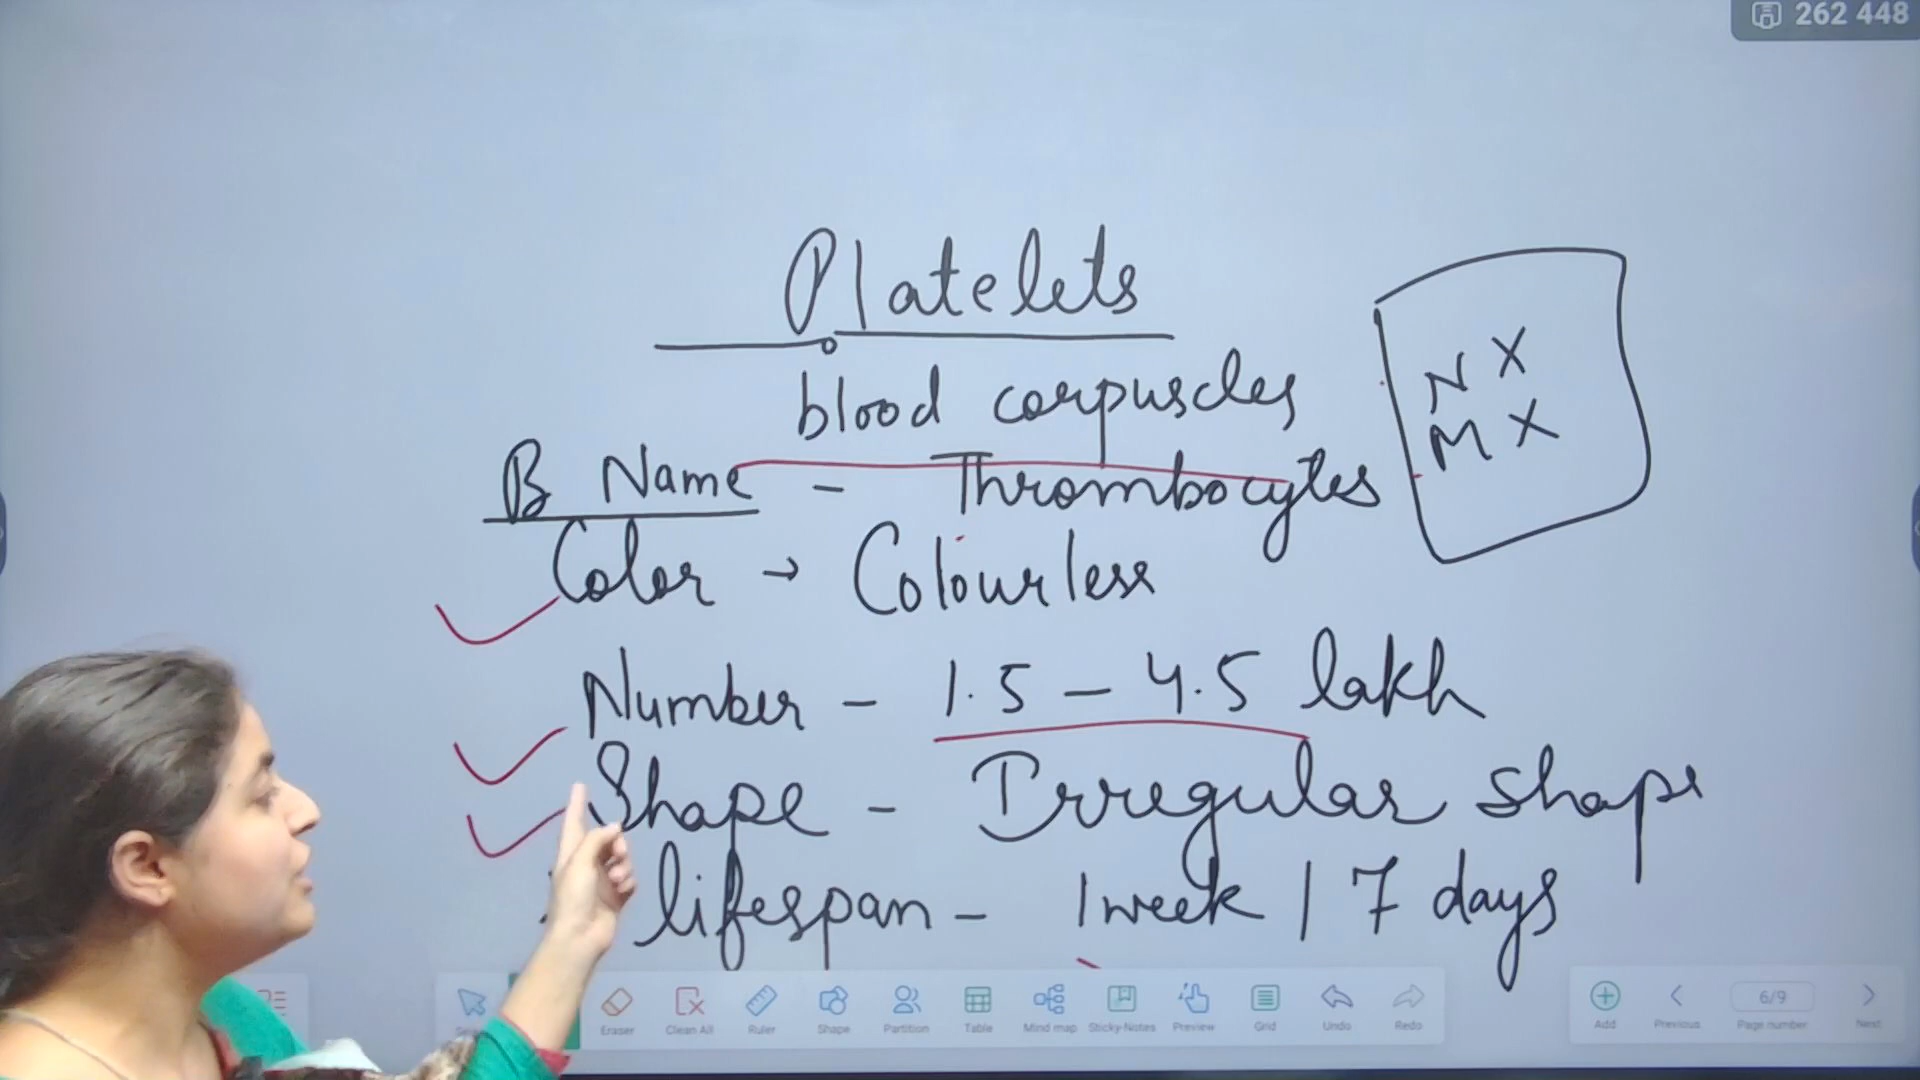 262 448
Platelets
blood corpuscles
N X
M X
B Name - Thrombocytes
Color → Colourless
Number - 1.5 - 4.5 lakh
Shape - Irregular shape
lifespan - 1 week / 7 days
Eraser Clean All Ruler Shape Partition Table Mind map Sticky-Notes Preview Grid Undo Redo
Add Previous 6/9 Page number Next